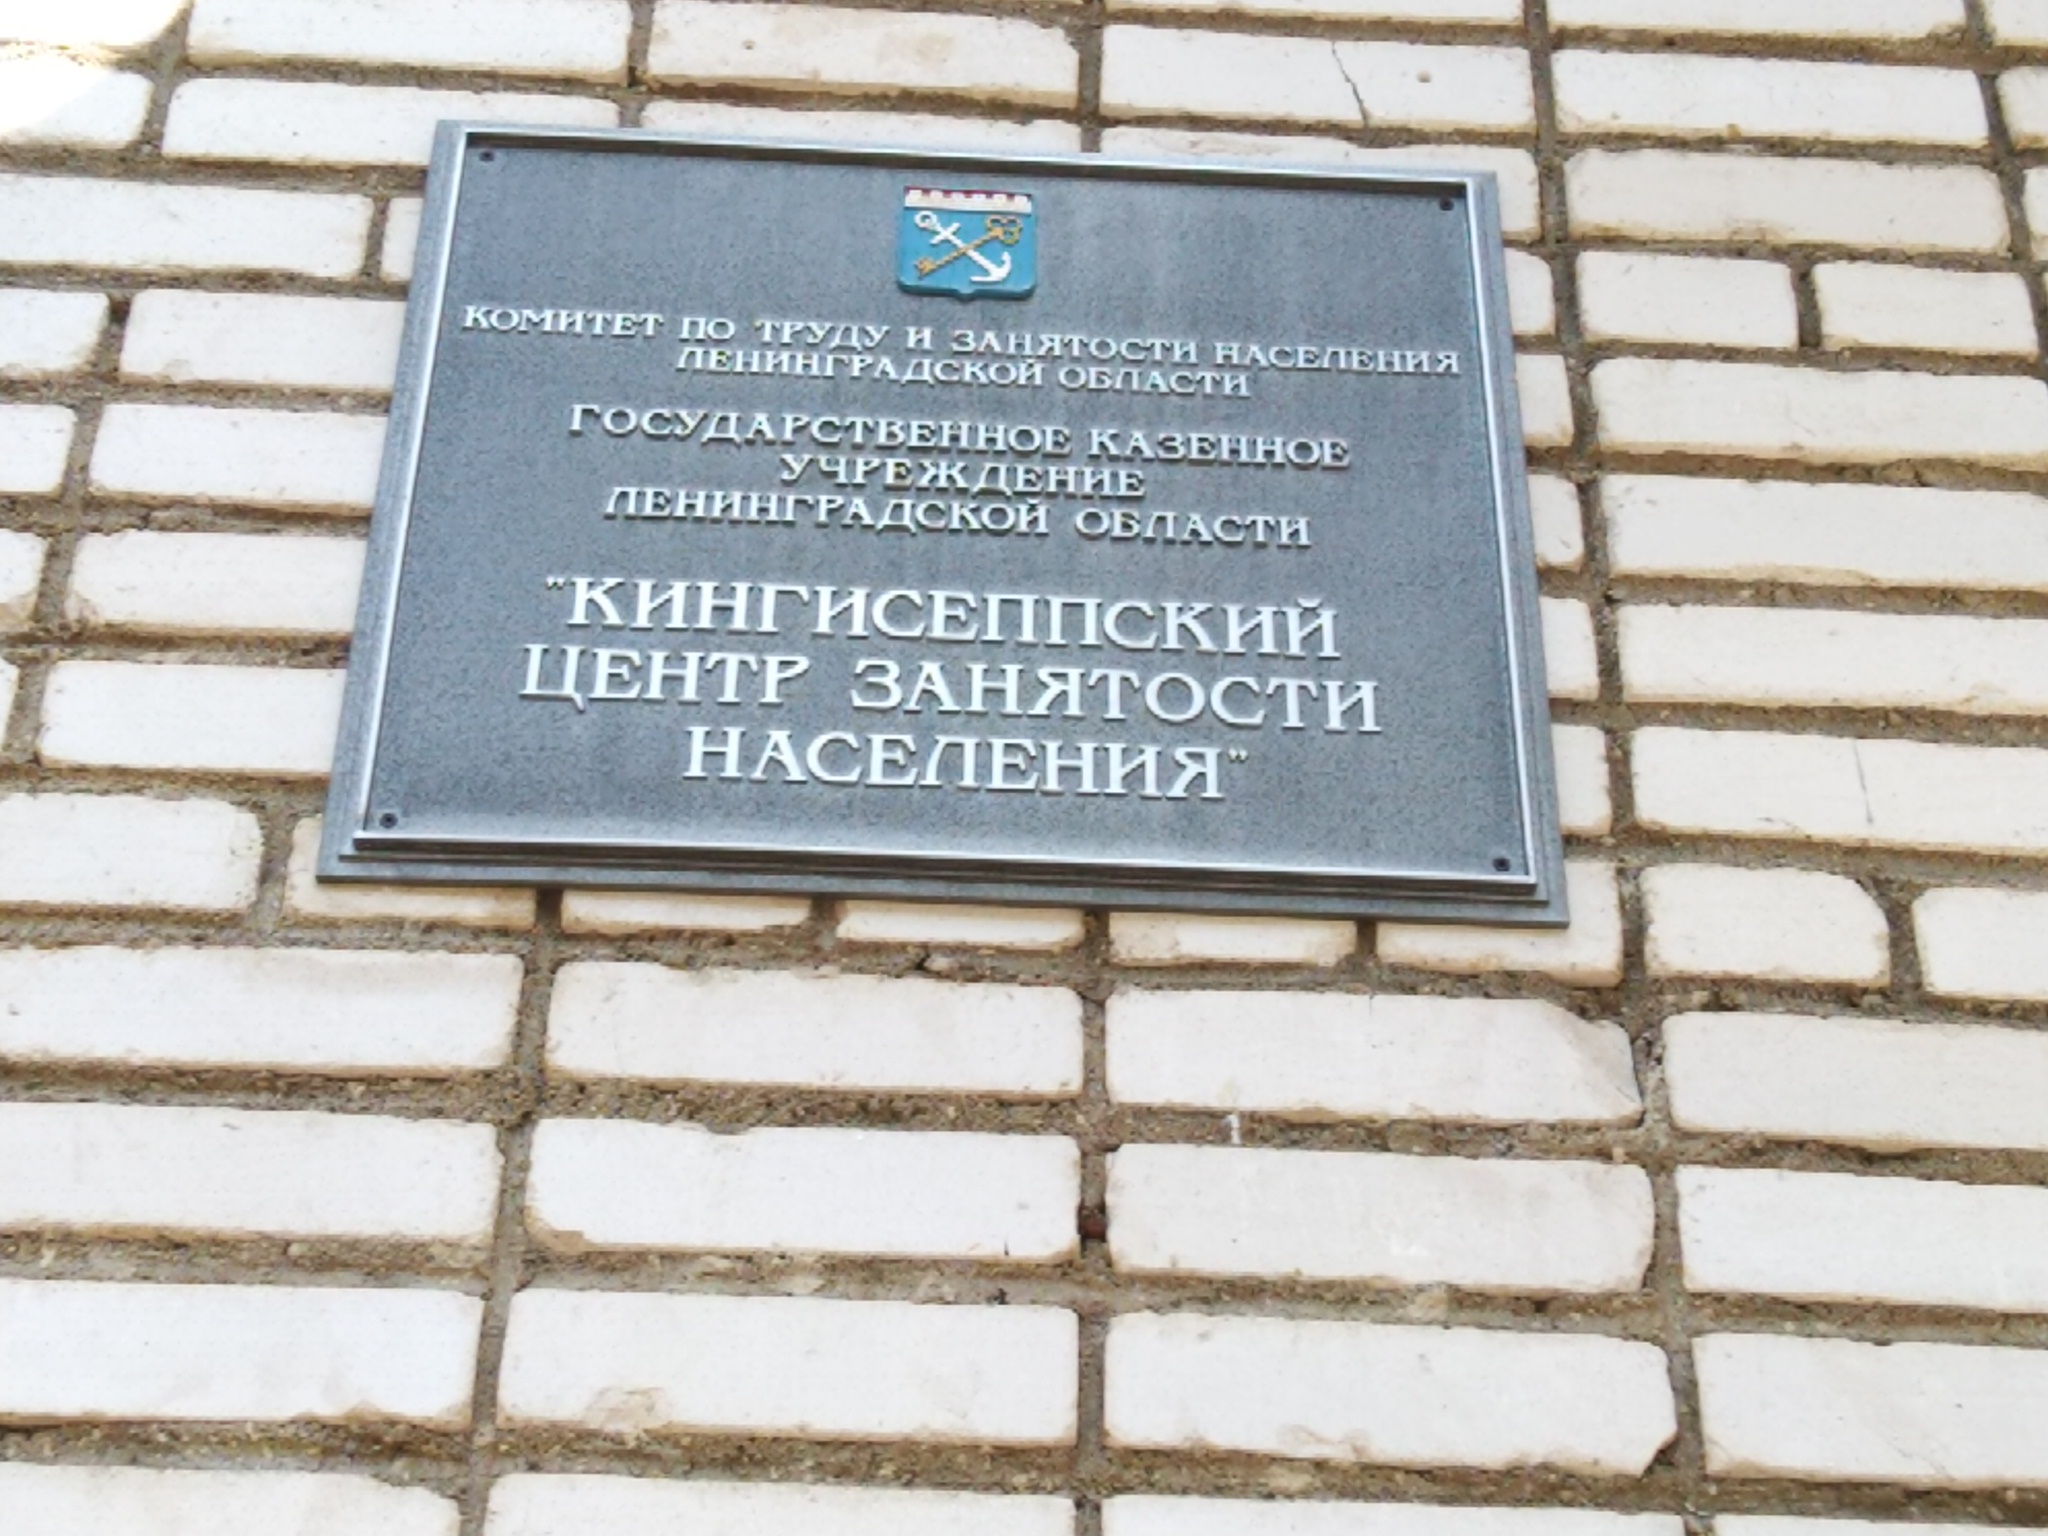 КОМИТЕТ ПО ТРУДУ И ЗАНЯТОСТИ НАСЕЛЕНИЯ
ЛЕНИНГРАДСКОЙ ОБЛАСТИ
ГОСУДАРСТВЕННОЕ КАЗЕННОЕ
УЧРЕЖДЕНИЕ
ЛЕНИНГРАДСКОЙ ОБЛАСТИ
"КИНГИСЕППСКИЙ
ЦЕНТР ЗАНЯТОСТИ
НАСЕЛЕНИЯ"